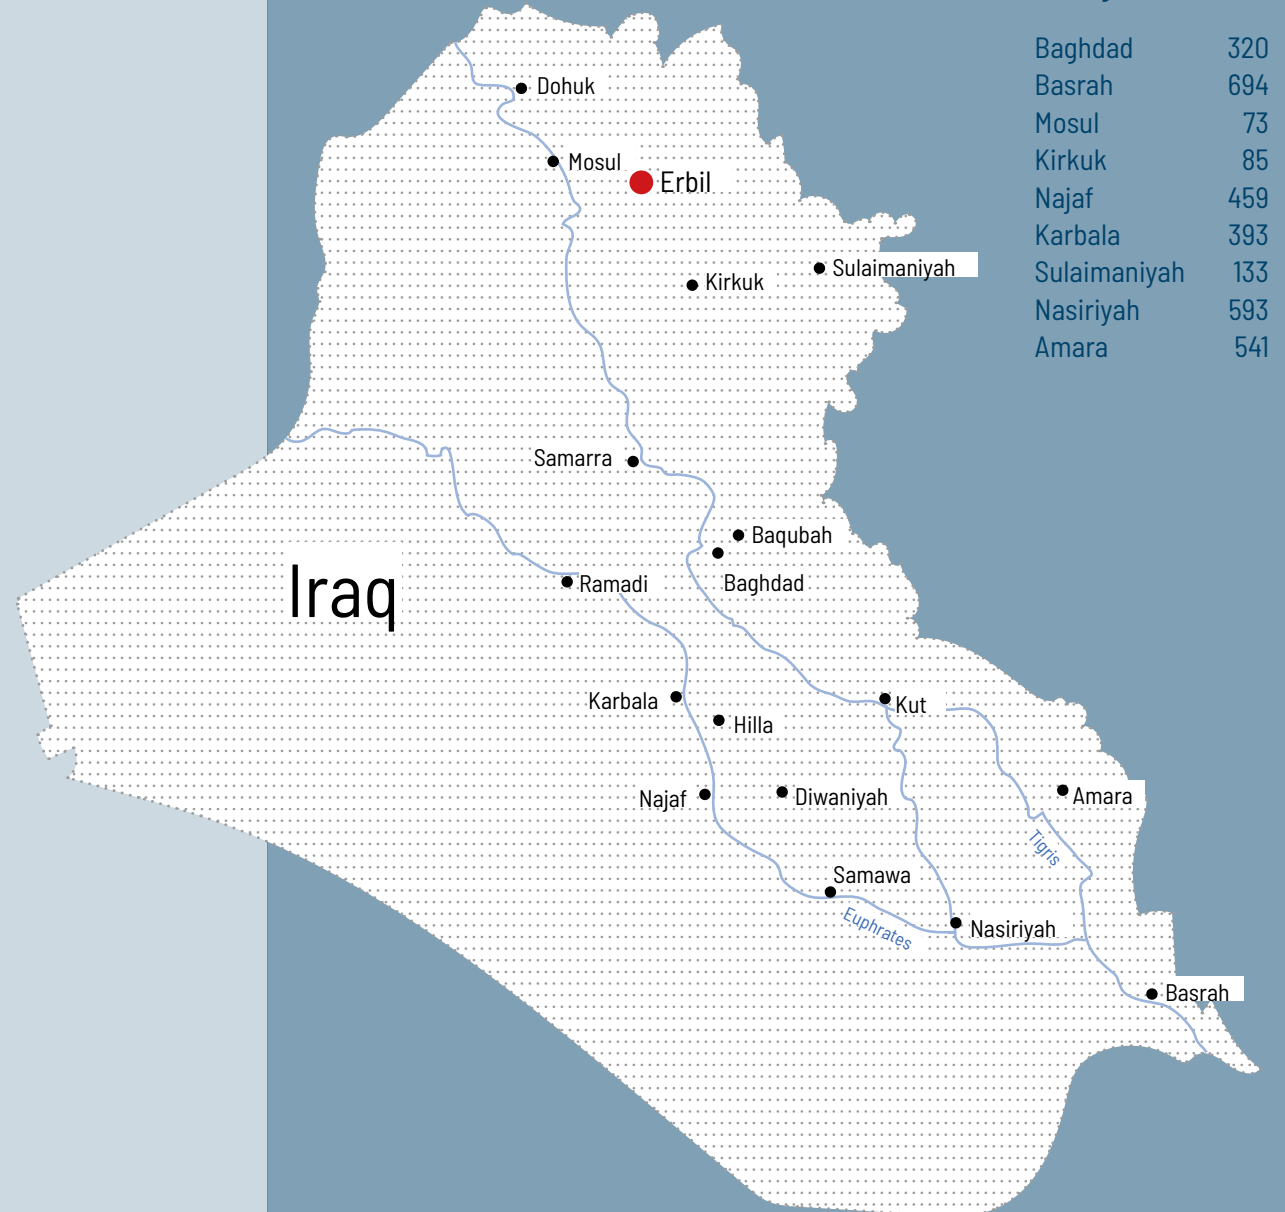 Baghdad 320
Basrah 694
Mosul 73
Kirkuk 85
Najaf 459
Karbala 393
Sulaimaniyah 133
Nasiriyah 593
Amara 541
Dohuk
Mosul
Erbil
Sulaimaniyah
Kirkuk
Samarra
Baqubah
Baghdad
Iraq
Ramadi
Karbala
Kut
Hilla
Najaf
Diwaniyah
Amara
Tigris
Samawa
Euphrates
Nasiriyah
Basrah